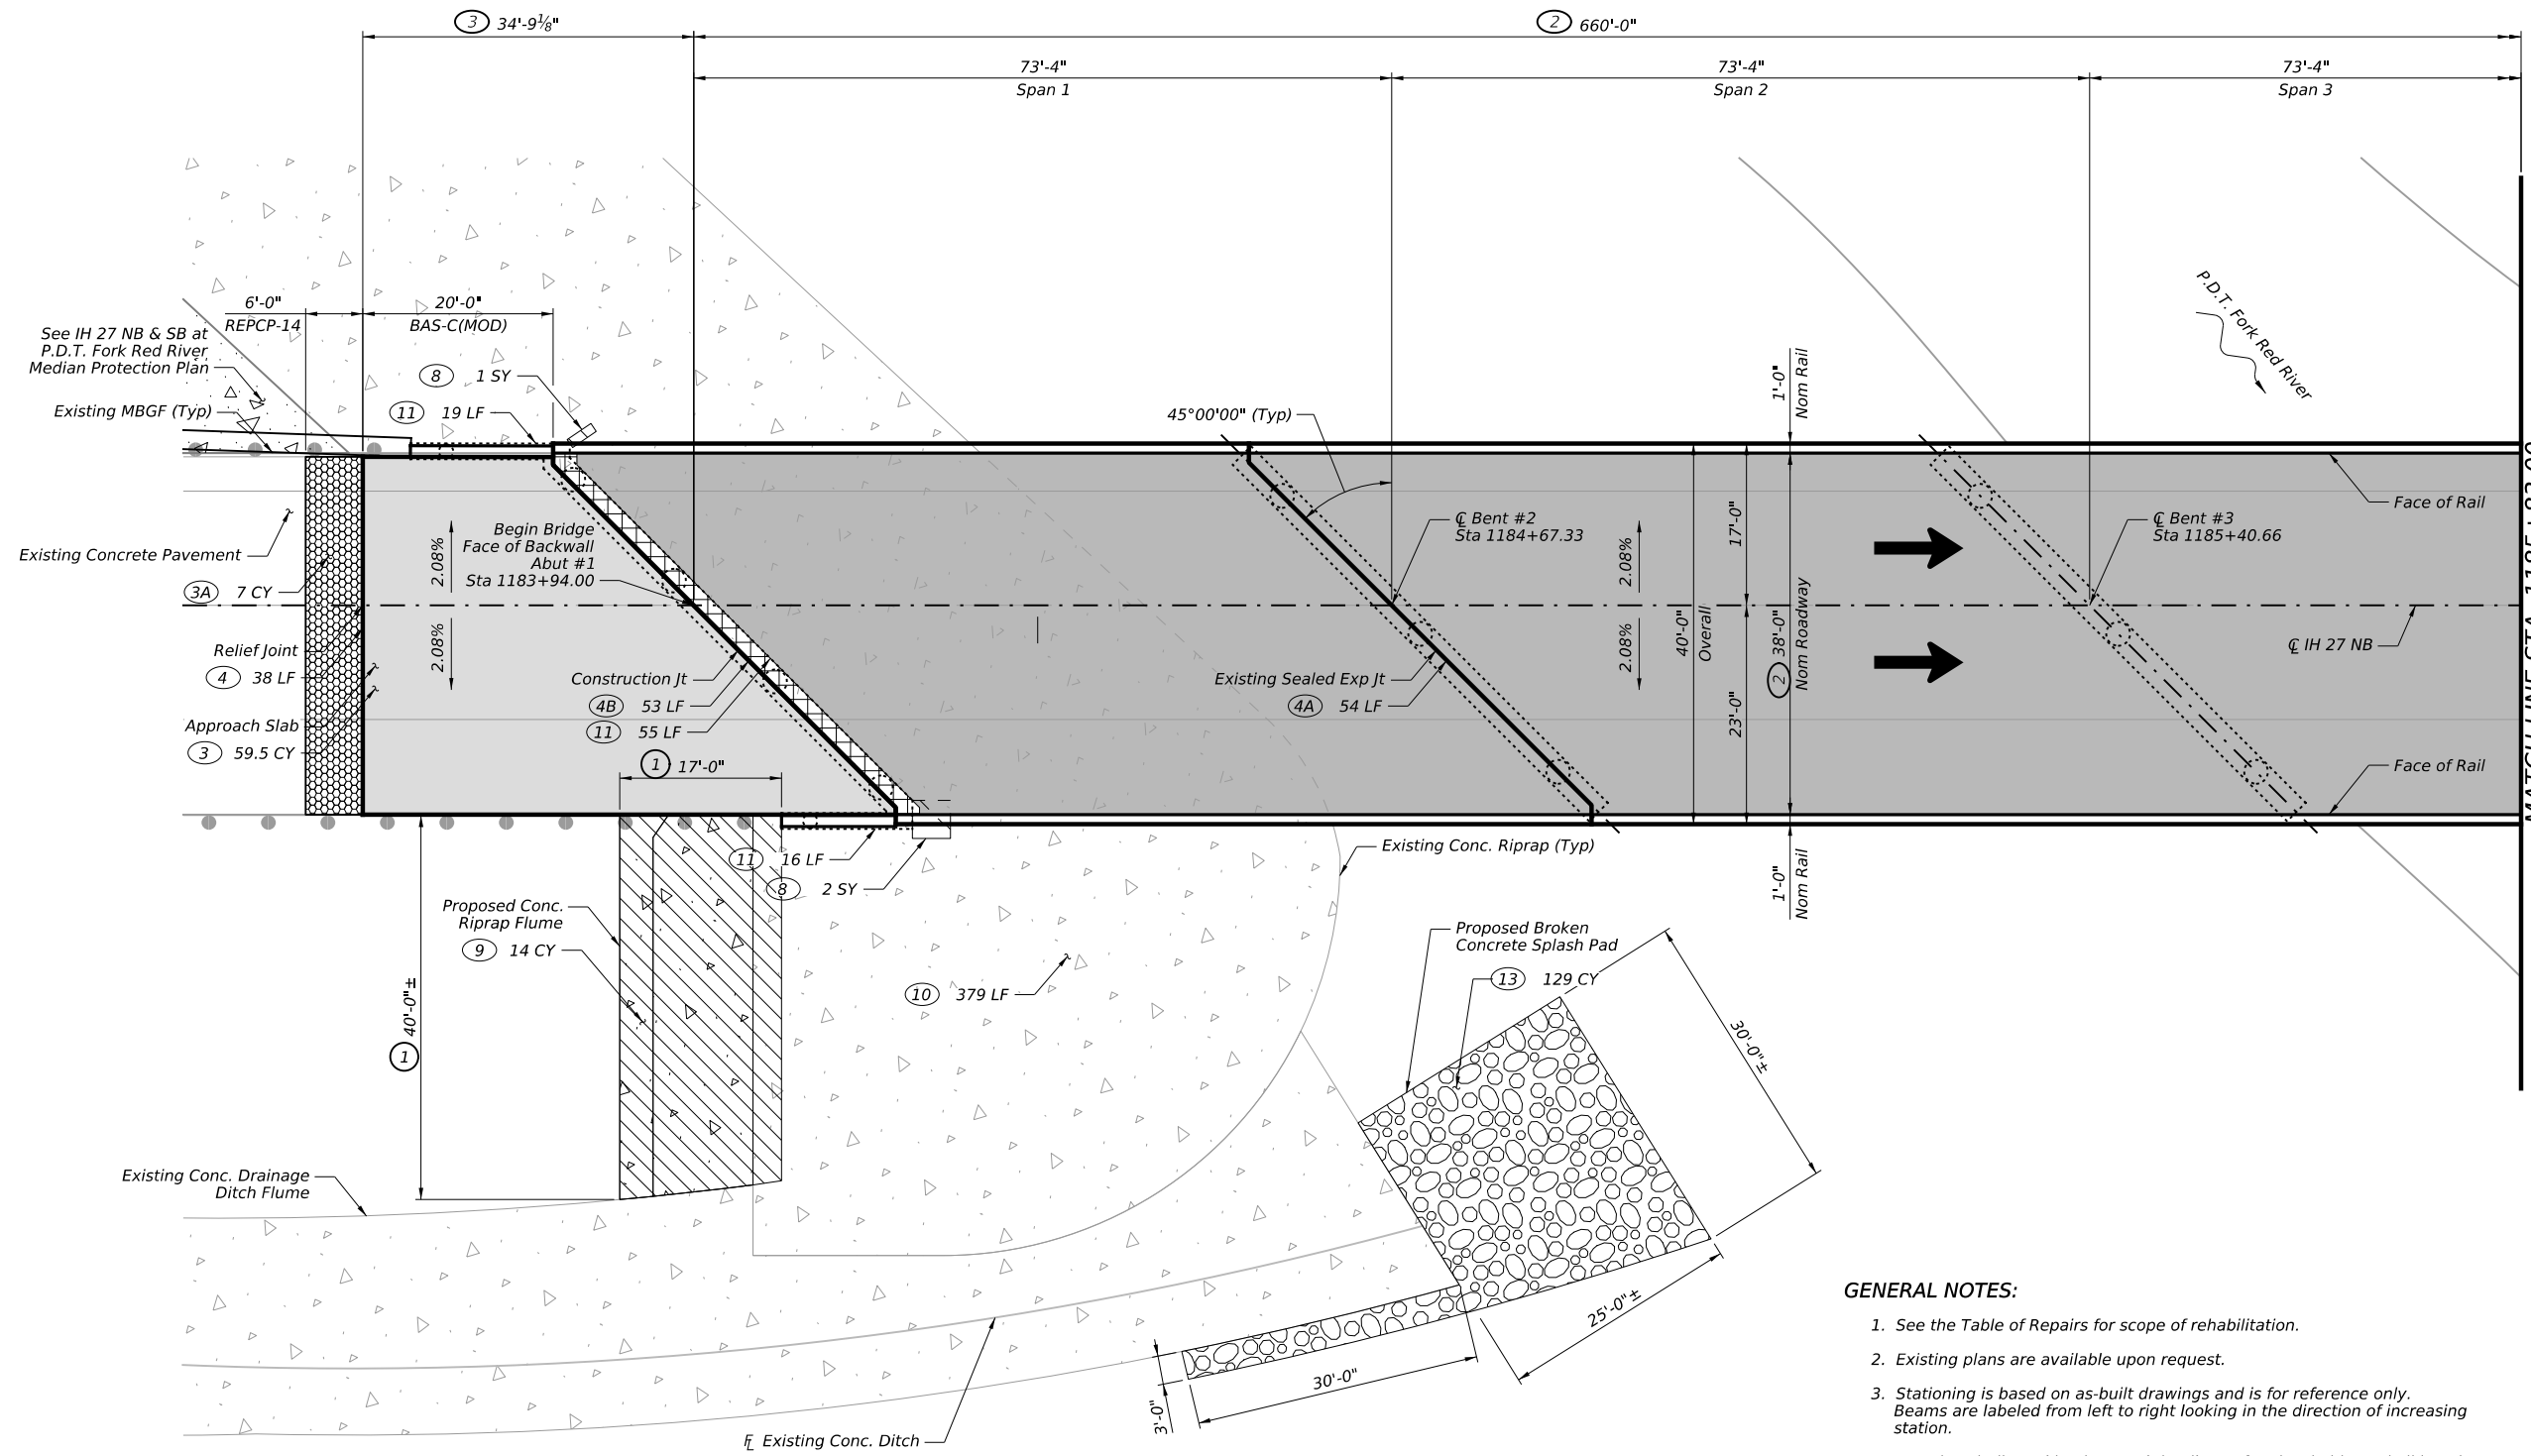 3 34'-9⅛"
2 660'-0"
73'-4"
Span 1
73'-4"
Span 2
73'-4"
Span 3
6'-0"
REPCP-14
20'-0"
BAS-C(MOD)
See IH 27 NB & SB at
P.D.T. Fork Red River
Median Protection Plan
Existing MBGF (Typ)
8 1 SY
11 19 LF
45°00'00" (Typ)
1'-0"
Nom Rail
P.D.T. Fork Red River
Face of Rail
Existing Concrete Pavement
3A 7 CY
2.08%
2.08%
Begin Bridge
Face of Backwall
Abut #1
Sta 1183+94.00
℄ Bent #2
Sta 1184+67.33
2.08%
2.08%
17'-0"
23'-0"
40'-0"
Overall
2 38'-0"
Nom Roadway
℄ Bent #3
Sta 1185+40.66
℄ IH 27 NB
Relief Joint
4 38 LF
Approach Slab
3 59.5 CY
Construction Jt
4B 53 LF
11 55 LF
Existing Sealed Exp Jt
4A 54 LF
1 17'-0"
Face of Rail
11 16 LF
8 2 SY
Existing Conc. Riprap (Typ)
1'-0"
Nom Rail
Proposed Conc.
Riprap Flume
9 14 CY
10 379 LF
1 40'-0"±
Proposed Broken
Concrete Splash Pad
13 129 CY
30'-0"±
25'-0"±
30'-0"
3'-0"
Existing Conc. Drainage
Ditch Flume
FL Existing Conc. Ditch
GENERAL NOTES:
1. See the Table of Repairs for scope of rehabilitation.
2. Existing plans are available upon request.
3. Stationing is based on as-built drawings and is for reference only.
Beams are labeled from left to right looking in the direction of increasing
station.